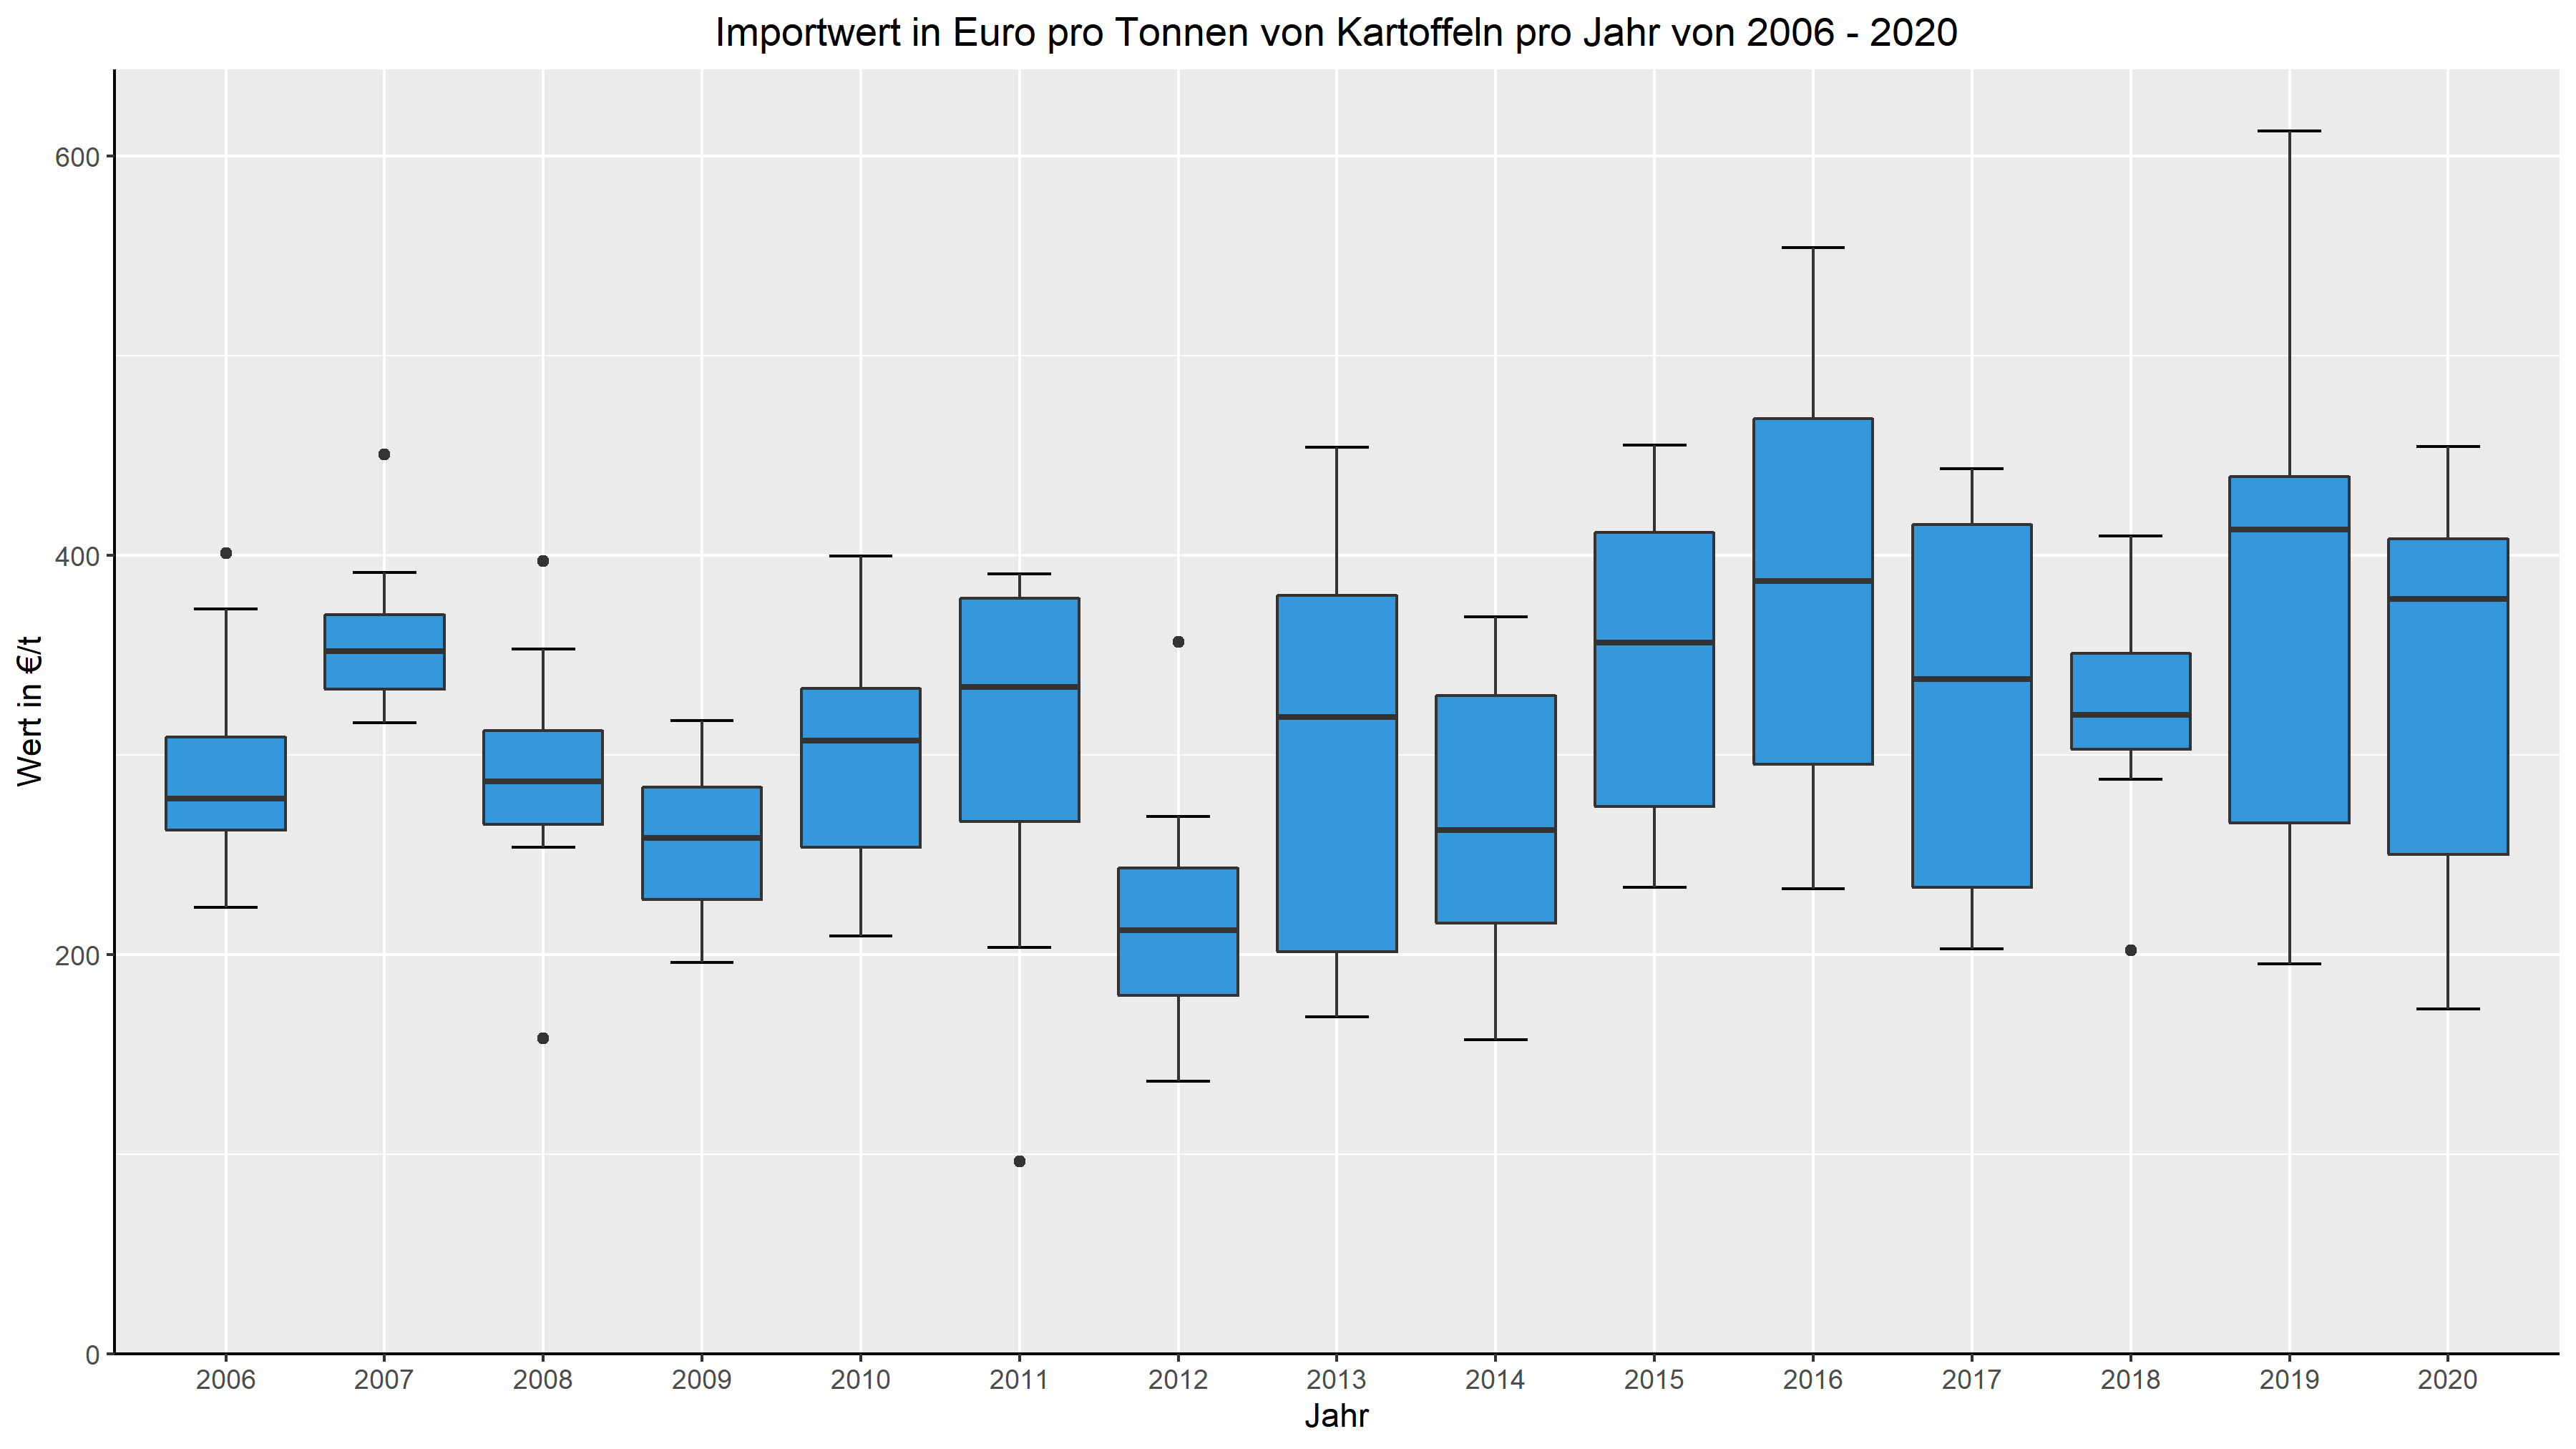 Importwert in Euro pro Tonnen von Kartoffeln pro Jahr von 2006 - 2020
Wert in €/t
600
400
200
0
2006 2007 2008 2009 2010 2011 2012 2013 2014 2015 2016 2017 2018 2019 2020
Jahr